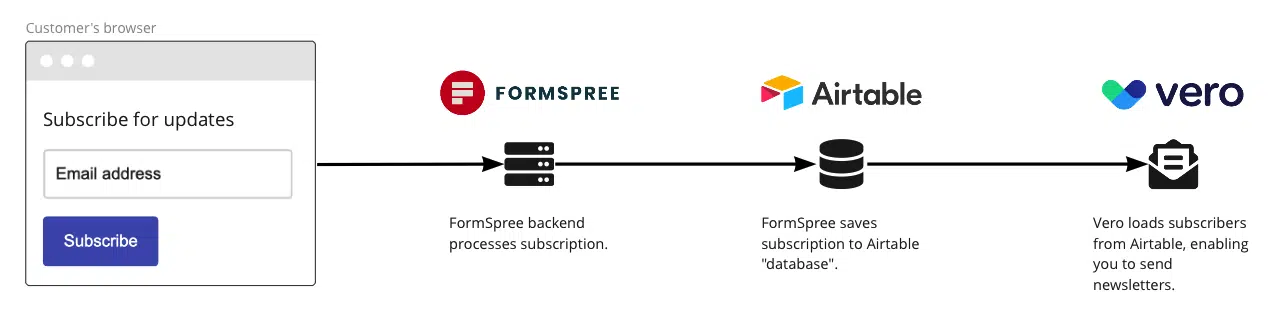 Customer's browser
Subscribe for updates
Email address
Subscribe
FORMSPREE
FormSpree backend
processes subscription.
Airtable
FormSpree saves
subscription to Airtable
"database".
vero
Vero loads subscribers
from Airtable, enabling
you to send
newsletters.